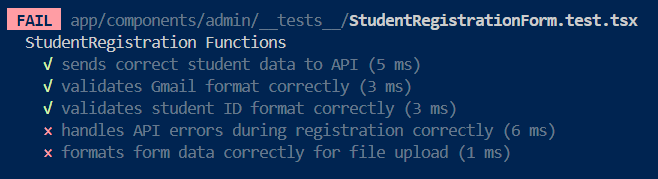 FAIL app/components/admin/__tests__/StudentRegistrationForm.test.tsx
StudentRegistration Functions
√ sends correct student data to API (5 ms)
√ validates Gmail format correctly (3 ms)
√ validates student ID format correctly (3 ms)
× handles API errors during registration correctly (6 ms)
× formats form data correctly for file upload (1 ms)